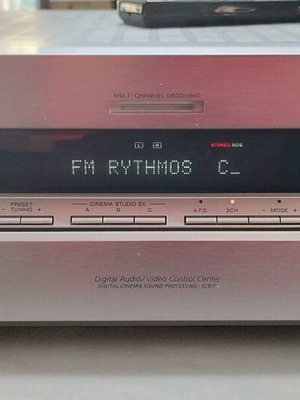 MULTI CHANNEL DECODING
L R STEREO RDS
FM RYTHMOS C_
PRESET
– TUNING +
CINEMA STUDIO EX
A B C
A.F.D. 2CH – MODE +
Digital Audio/Video Control Center
DIGITAL CINEMA SOUND PROCESSING